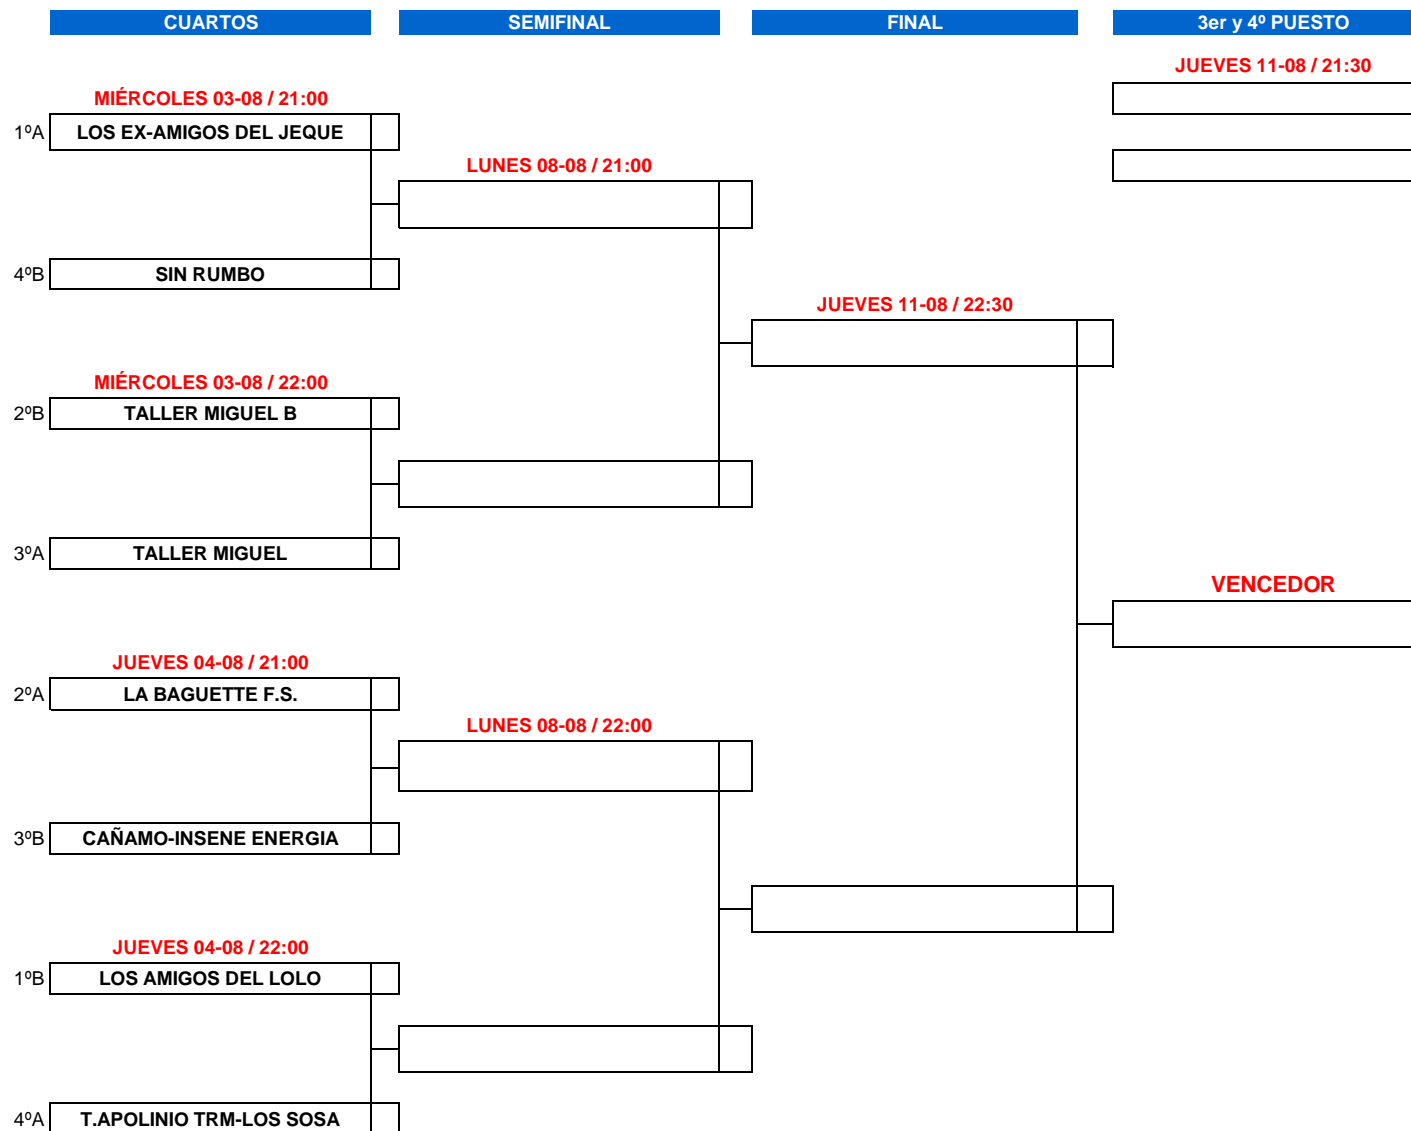 CUARTOS
SEMIFINAL
FINAL
3er y 4º PUESTO
JUEVES 11-08 / 21:30
MIÉRCOLES 03-08 / 21:00
1ºA LOS EX-AMIGOS DEL JEQUE
LUNES 08-08 / 21:00
4ºB SIN RUMBO
JUEVES 11-08 / 22:30
MIÉRCOLES 03-08 / 22:00
2ºB TALLER MIGUEL B
3ºA TALLER MIGUEL
VENCEDOR
JUEVES 04-08 / 21:00
2ºA LA BAGUETTE F.S.
LUNES 08-08 / 22:00
3ºB CAÑAMO-INSENE ENERGIA
JUEVES 04-08 / 22:00
1ºB LOS AMIGOS DEL LOLO
4ºA T.APOLINIO TRM-LOS SOSA